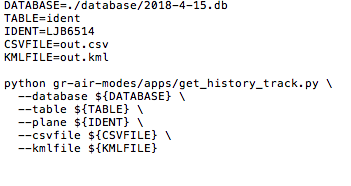 DATABASE=./database/2018-4-15.db
TABLE=ident
IDENT=LJB6514
CSVFILE=out.csv
KMLFILE=out.kml

python gr-air-modes/apps/get_history_track.py \
  --database ${DATABASE} \
  --table ${TABLE} \
  --plane ${IDENT} \
  --csvfile ${CSVFILE} \
  --kmlfile ${KMLFILE}